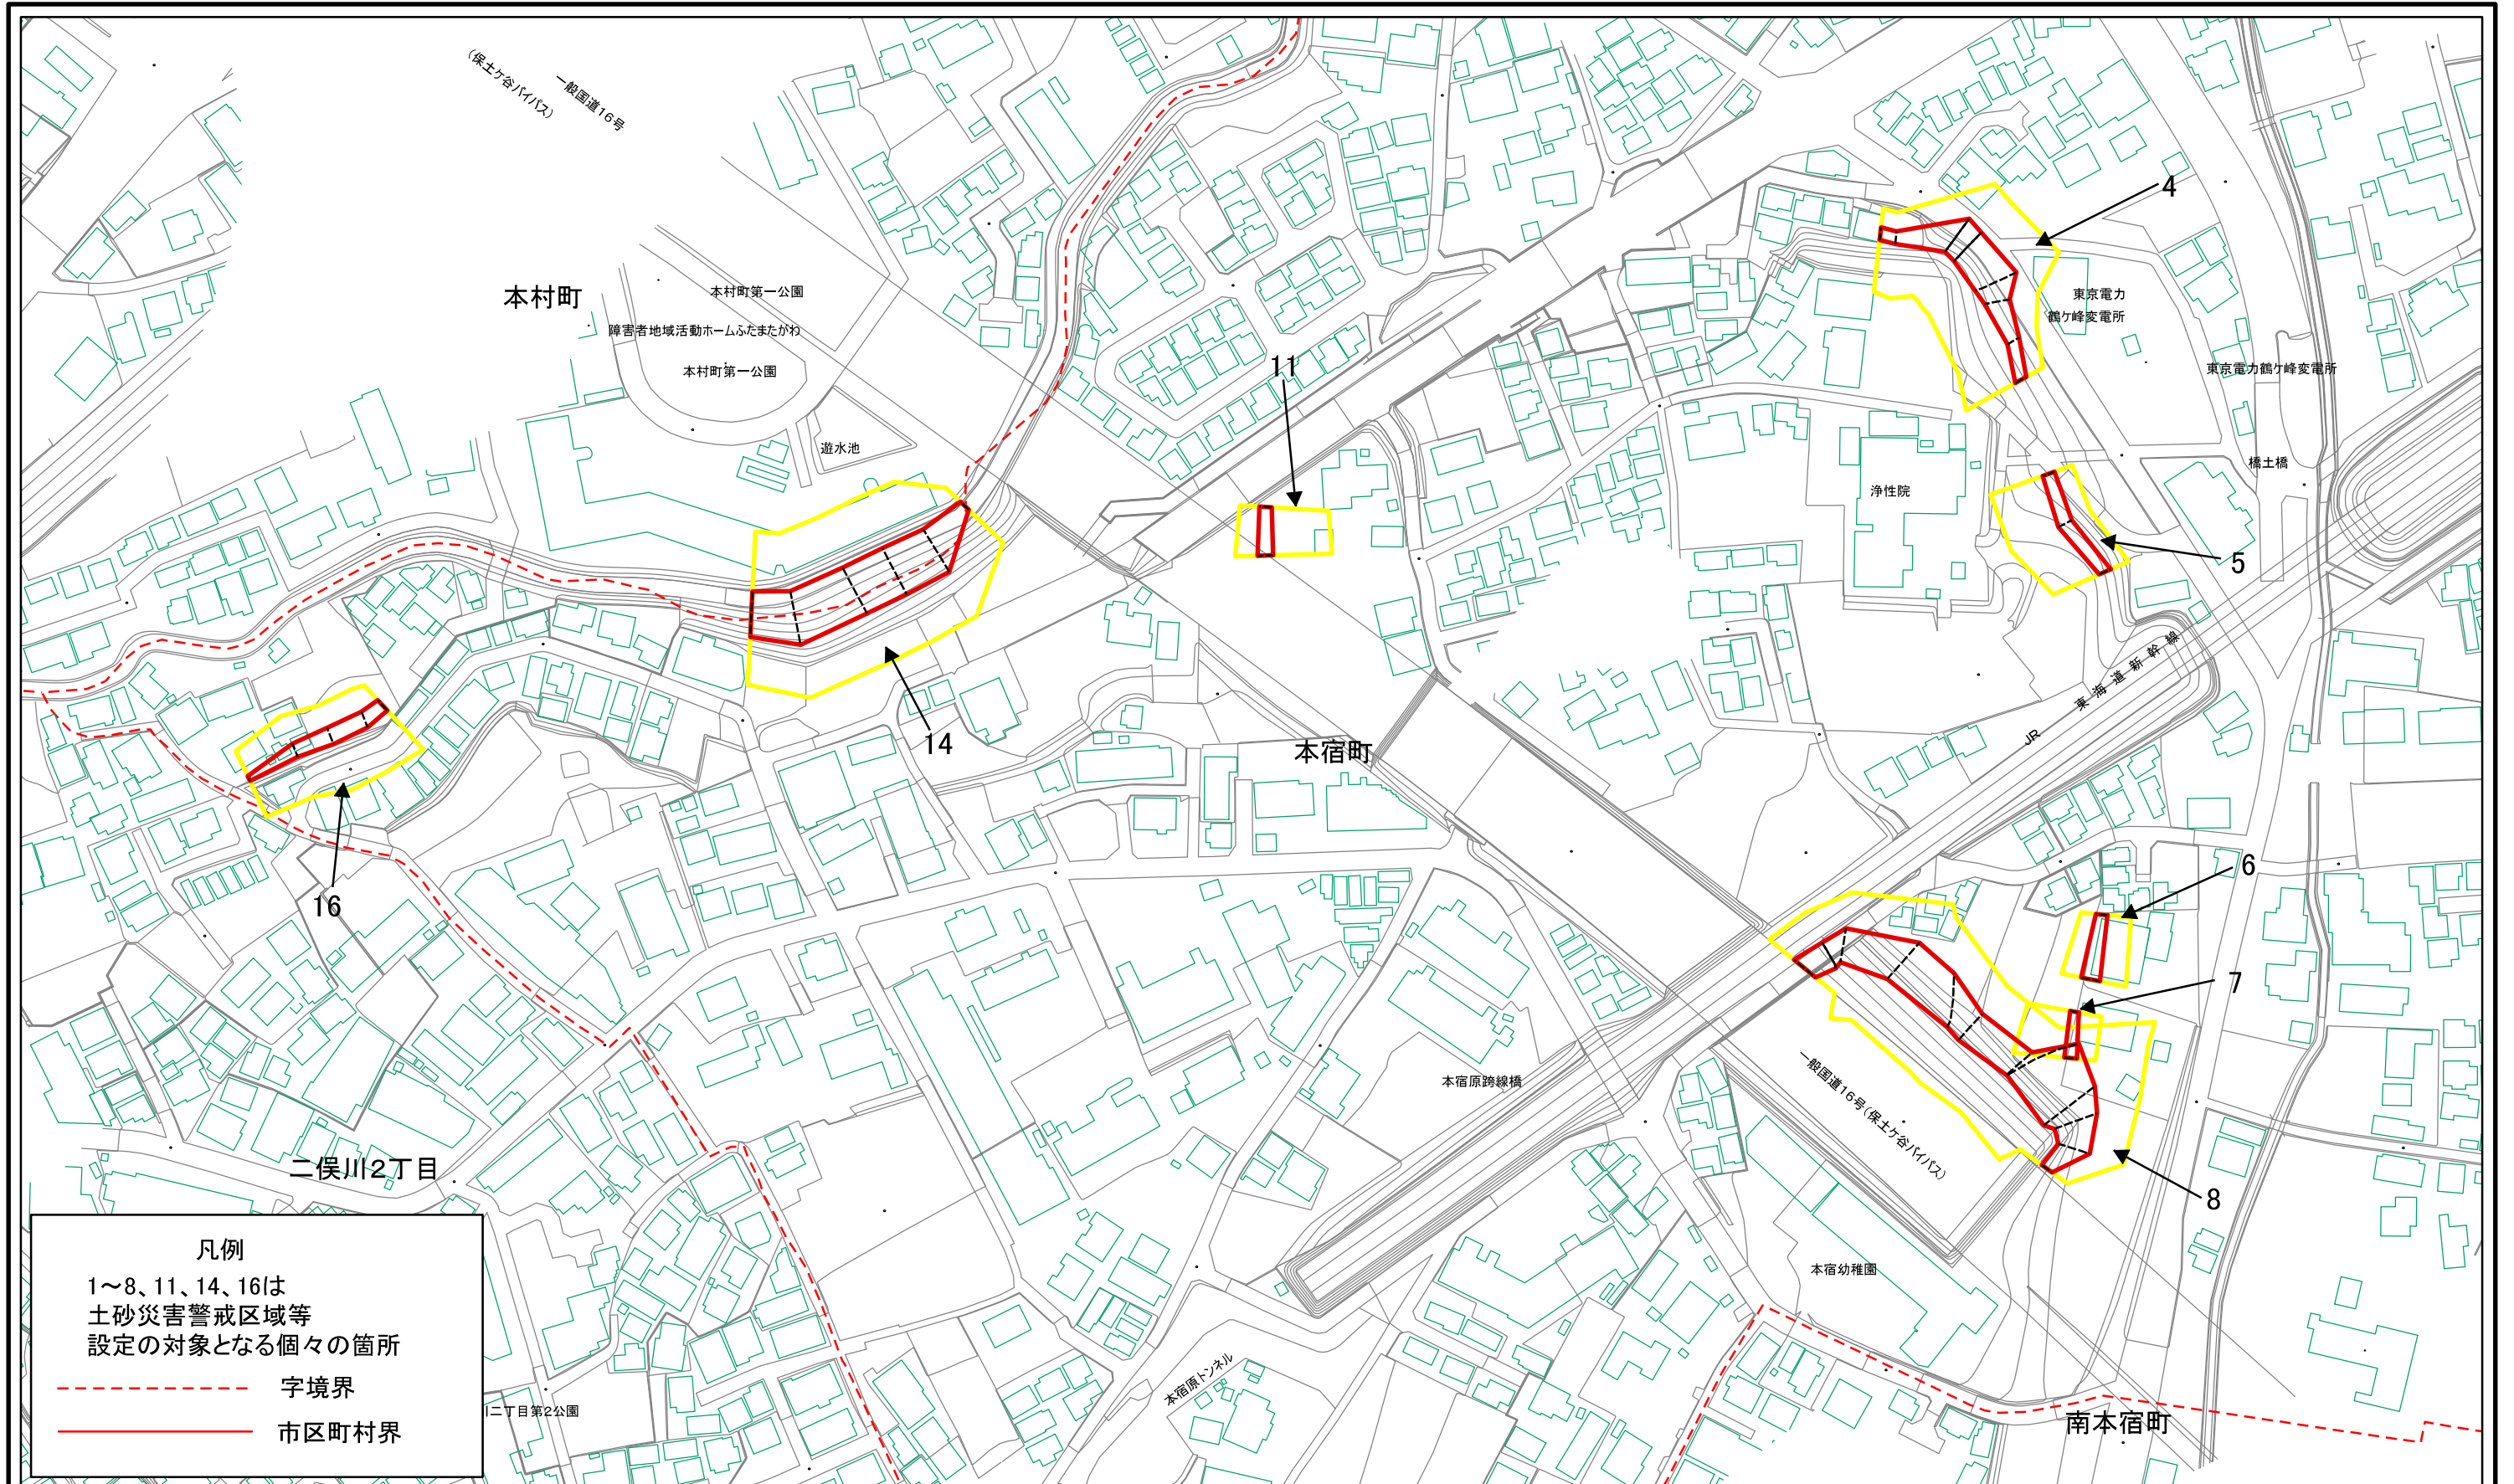 (保土ケ谷バイパス)
一般国道16号
4
本村町
本村町第一公園
東京電力
鶴ケ峰変電所
障害者地域活動ホームふたまたがわ
本村町第一公園
11
東京電力鶴ケ峰変電所
遊水池
橋土橋
浄性院
5
JR 東海道新幹線
14
本宿町
16
6
7
本宿原跨線橋
一般国道16号(保土ケ谷バイパス)
二俣川2丁目
8
凡例
1～8、11、14、16は
土砂災害警戒区域等
設定の対象となる個々の箇所
字境界
市区町村界
本宿幼稚園
本宿原トンネル
二丁目第2公園
南本宿町